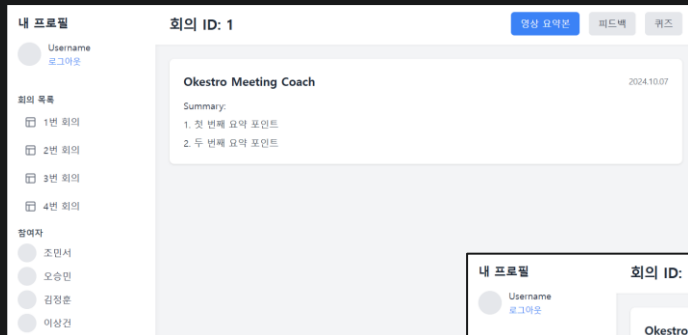 내 프로필
Username
로그아웃
회의 목록
1번 회의
2번 회의
3번 회의
4번 회의
참여자
조민서
오승민
김정훈
이상건
회의 ID: 1
영상 요약본
피드백
퀴즈
Okestro Meeting Coach
2024.10.07
Summary:
1. 첫 번째 요약 포인트
2. 두 번째 요약 포인트
내 프로필
Username
로그아웃
회의 ID:
Okestro